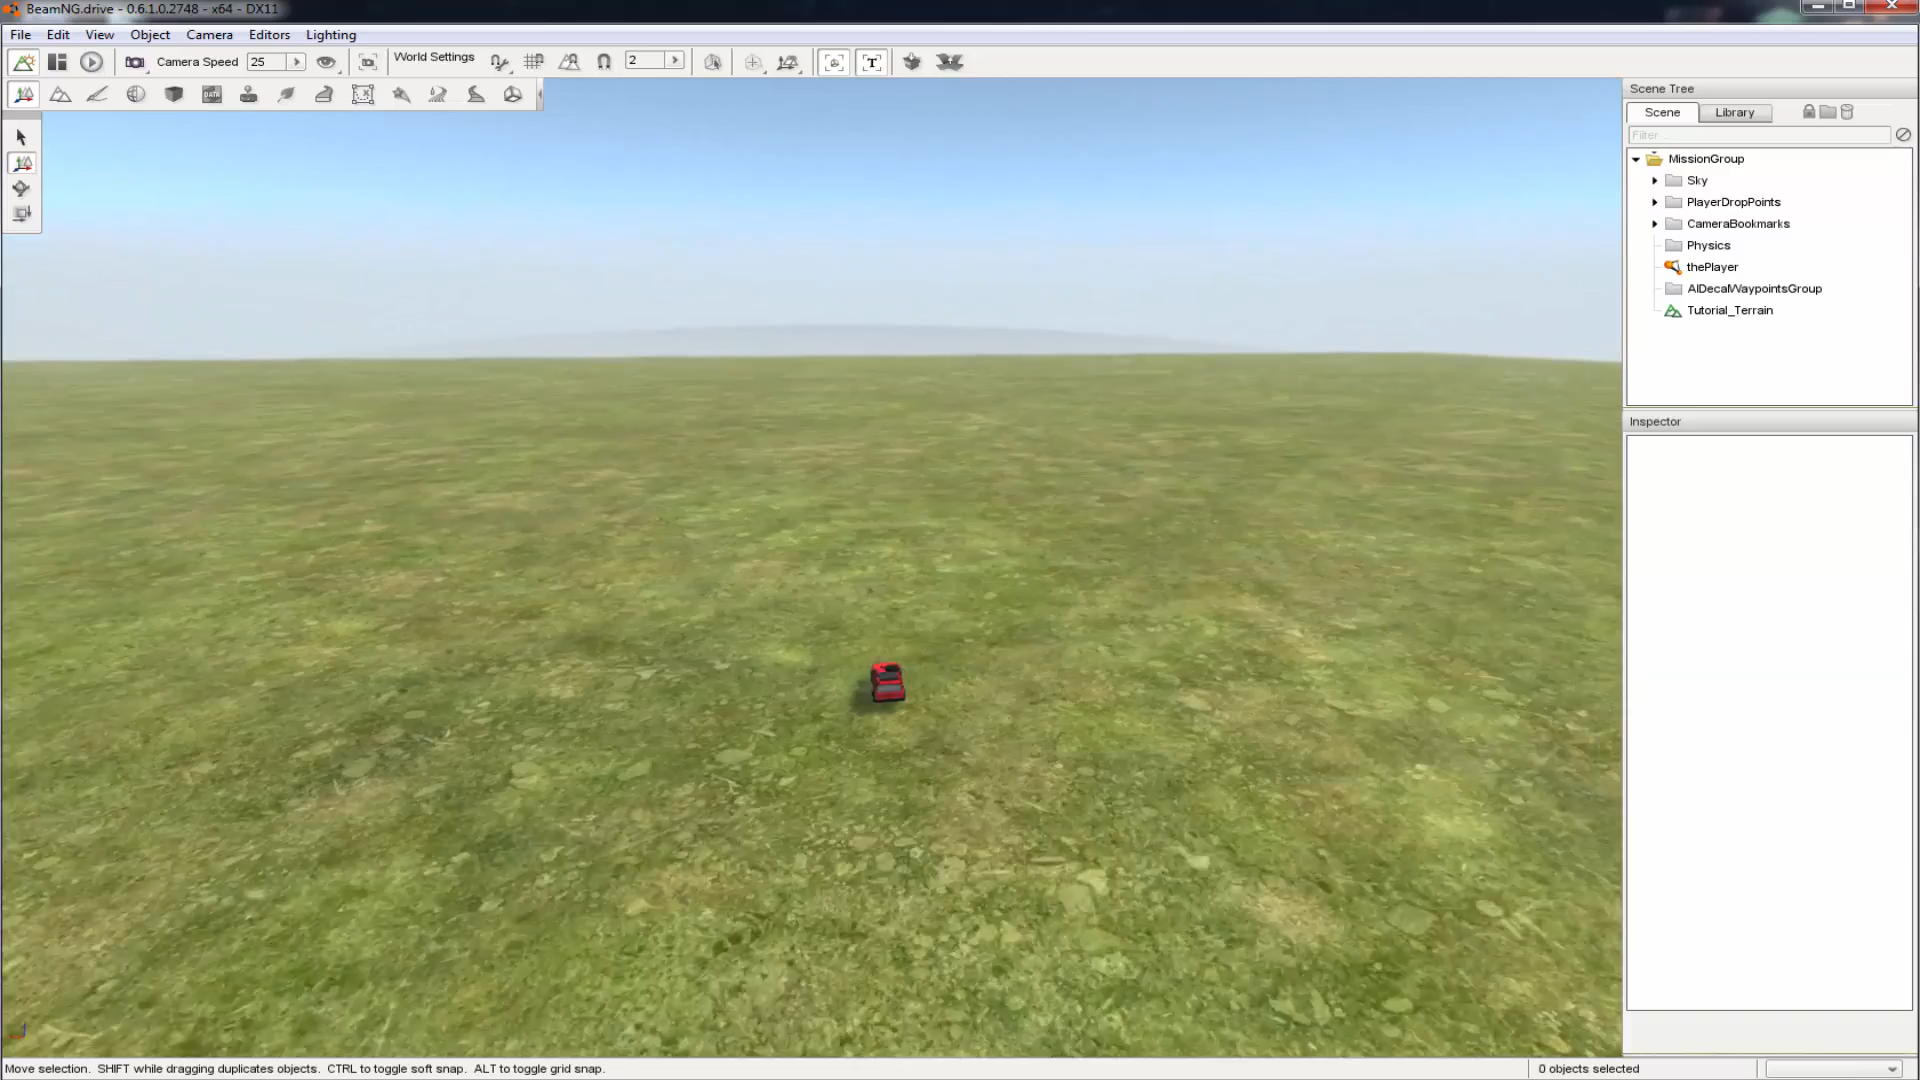 BeamNG.drive - 0.6.1.0.2748 - x64 - DX11
File Edit View Object Camera Editors Lighting
Camera Speed 25 World Settings 2 T
DATA
Scene Tree
Scene Library
Filter...
MissionGroup
Sky
PlayerDropPoints
CameraBookmarks
Physics
thePlayer
AIDecalWaypointsGroup
Tutorial_Terrain
Inspector
Move selection. SHIFT while dragging duplicates objects. CTRL to toggle soft snap. ALT to toggle grid snap. 0 objects selected